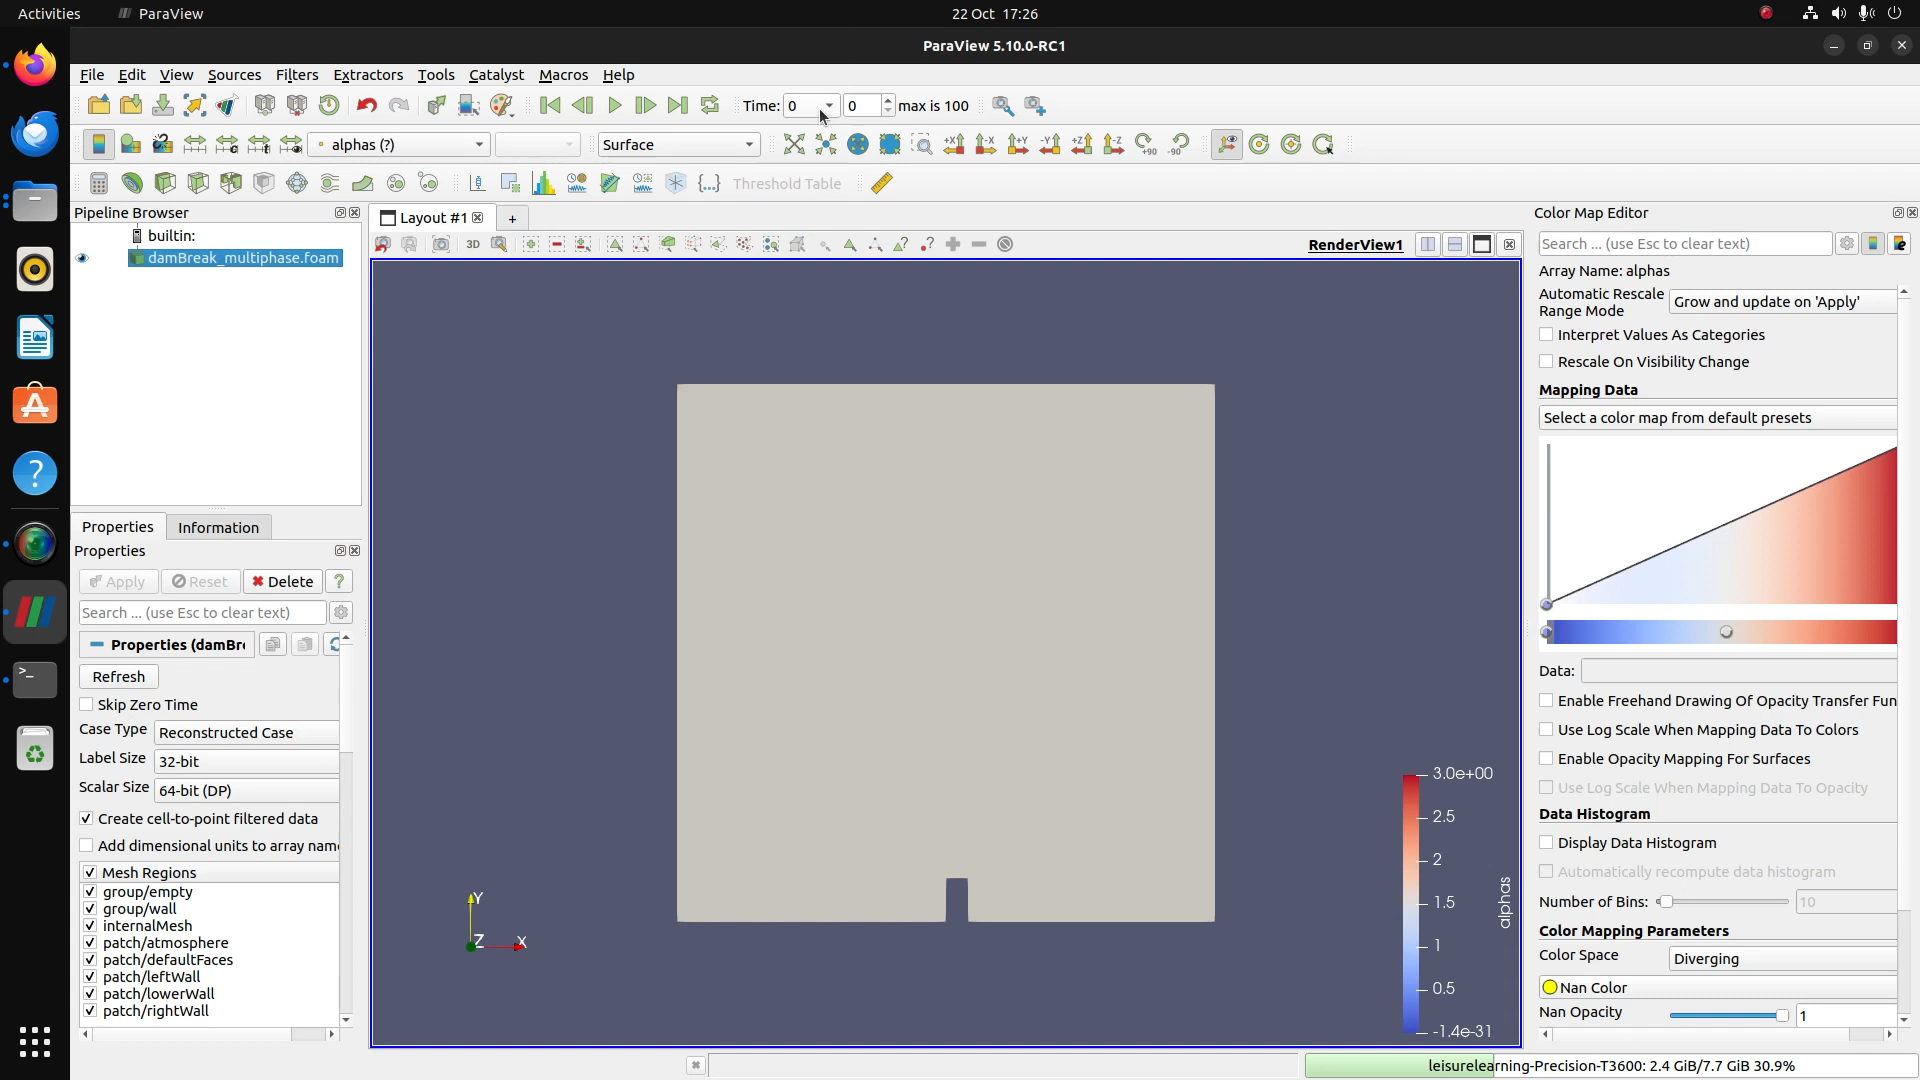 Activities
ParaView
22 Oct 17:26
ParaView 5.10.0-RC1
File Edit View Sources Filters Extractors Tools Catalyst Macros Help
Time: 0 0 max is 100
alphas (?)
Surface
+X -X +Y -Y +Z -Z +90 -90
Threshold Table
Pipeline Browser
builtin:
damBreak_multiphase.foam
Layout #1
+
3D
RenderView1
Properties Information
Properties
Apply Reset Delete ?
Search ... (use Esc to clear text)
Properties (damBre
Refresh
Skip Zero Time
Case Type Reconstructed Case
Label Size 32-bit
Scalar Size 64-bit (DP)
Create cell-to-point filtered data
Add dimensional units to array name
Mesh Regions
group/empty
group/wall
internalMesh
patch/atmosphere
patch/defaultFaces
patch/leftWall
patch/lowerWall
patch/rightWall
Y
Z
X
3.0e+00
2.5
2
1.5
1
0.5
-1.4e-31
alphas
Color Map Editor
Search ... (use Esc to clear text)
Array Name: alphas
Automatic Rescale Range Mode Grow and update on 'Apply'
Interpret Values As Categories
Rescale On Visibility Change
Mapping Data
Select a color map from default presets
Data:
Enable Freehand Drawing Of Opacity Transfer Fun
Use Log Scale When Mapping Data To Colors
Enable Opacity Mapping For Surfaces
Use Log Scale When Mapping Data To Opacity
Data Histogram
Display Data Histogram
Automatically recompute data histogram
Number of Bins: 10
Color Mapping Parameters
Color Space Diverging
Nan Color
Nan Opacity 1
leisurelearning-Precision-T3600: 2.4 GiB/7.7 GiB 30.9%